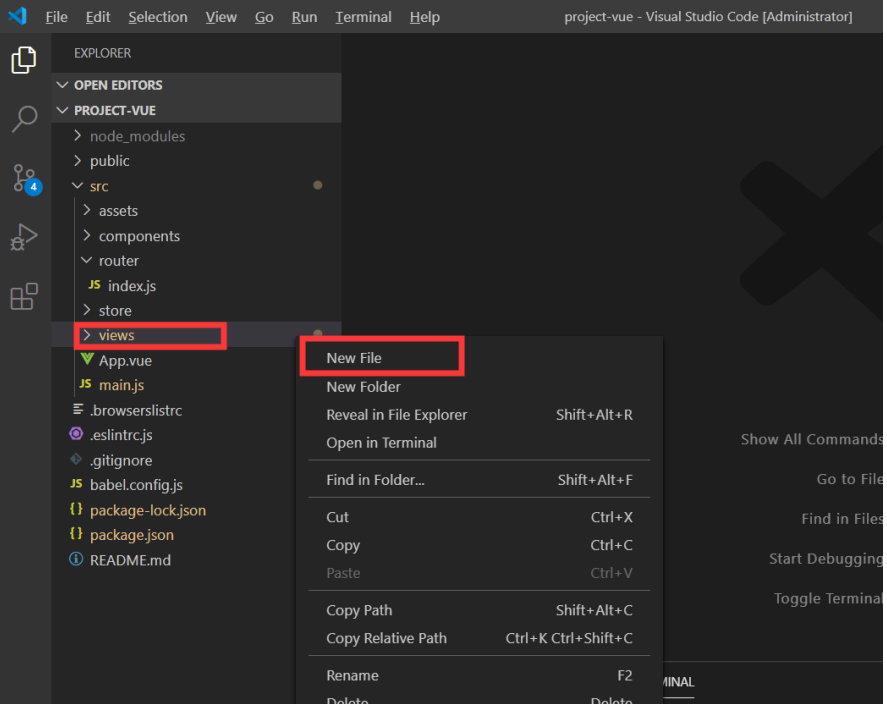 File Edit Selection View Go Run Terminal Help project-vue - Visual Studio Code [Administrator]
EXPLORER
OPEN EDITORS
PROJECT-VUE
node_modules
public
src
assets
components
router
JS index.js
store
views
App.vue
JS main.js
.browserslistrc
.eslintrc.js
.gitignore
JS babel.config.js
{ } package-lock.json
{ } package.json
README.md
4
New File
New Folder
Reveal in File Explorer Shift+Alt+R
Open in Terminal
Find in Folder... Shift+Alt+F
Cut Ctrl+X
Copy Ctrl+C
Paste Ctrl+V
Copy Path Shift+Alt+C
Copy Relative Path Ctrl+K Ctrl+Shift+C
Rename F2
Delete Delete
Show All Commands
Go to File
Find in Files
Start Debugging
Toggle Terminal
MINAL